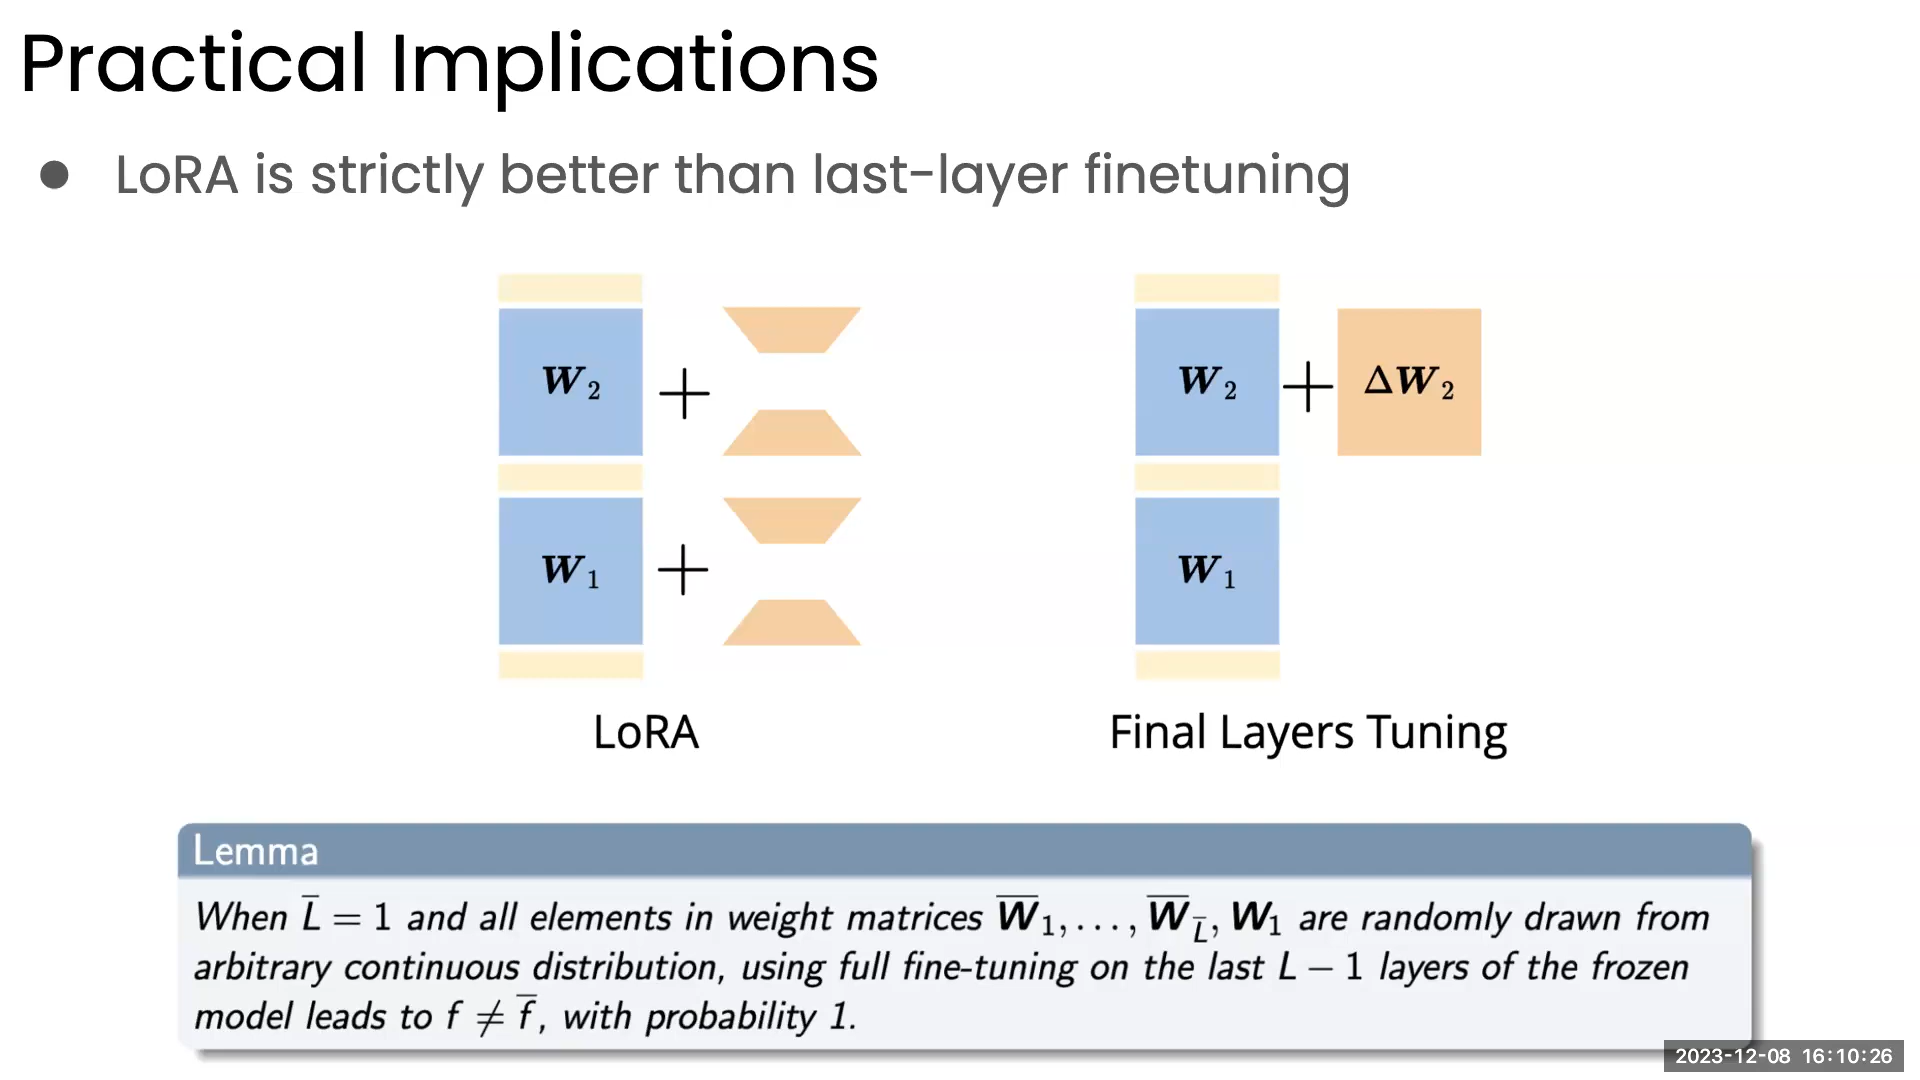 Practical Implications
● LoRA is strictly better than last-layer finetuning
W₂ + W₂ + ΔW₂
W₁ + W₁
LoRA Final Layers Tuning
Lemma
When L̅ = 1 and all elements in weight matrices W̅₁, . . . , W̅_L̅, W₁ are randomly drawn from
arbitrary continuous distribution, using full fine-tuning on the last L − 1 layers of the frozen
model leads to f ≠ f̅, with probability 1.
2023-12-08 16:10:26